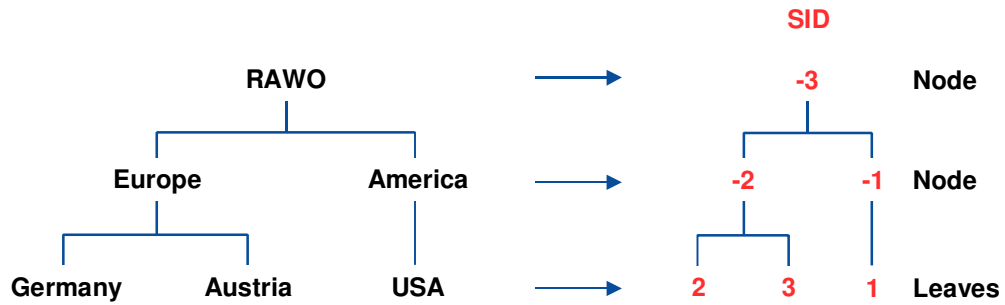 SID
RAWO -3 Node
Europe America -2 -1 Node
Germany Austria USA 2 3 1 Leaves